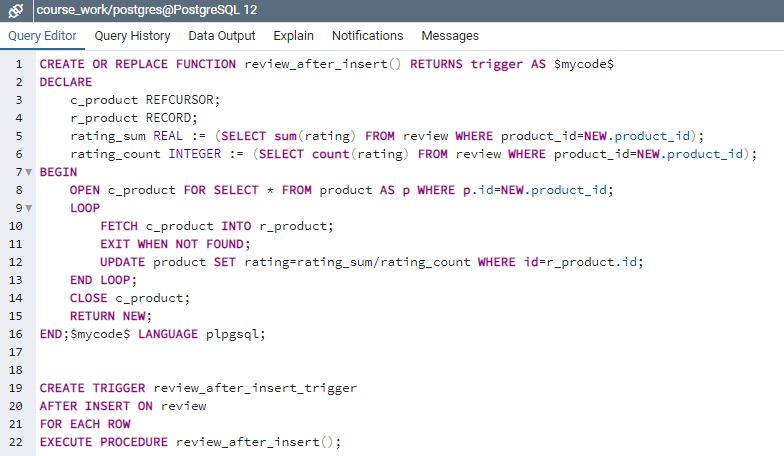 course_work/postgres@PostgreSQL 12
Query Editor Query History Data Output Explain Notifications Messages
1 CREATE OR REPLACE FUNCTION review_after_insert() RETURNS trigger AS $mycode$
2 DECLARE
3 c_product REFCURSOR;
4 r_product RECORD;
5 rating_sum REAL := (SELECT sum(rating) FROM review WHERE product_id=NEW.product_id);
6 rating_count INTEGER := (SELECT count(rating) FROM review WHERE product_id=NEW.product_id);
7 BEGIN
8 OPEN c_product FOR SELECT * FROM product AS p WHERE p.id=NEW.product_id;
9 LOOP
10 FETCH c_product INTO r_product;
11 EXIT WHEN NOT FOUND;
12 UPDATE product SET rating=rating_sum/rating_count WHERE id=r_product.id;
13 END LOOP;
14 CLOSE c_product;
15 RETURN NEW;
16 END;$mycode$ LANGUAGE plpgsql;
17
18
19 CREATE TRIGGER review_after_insert_trigger
20 AFTER INSERT ON review
21 FOR EACH ROW
22 EXECUTE PROCEDURE review_after_insert();